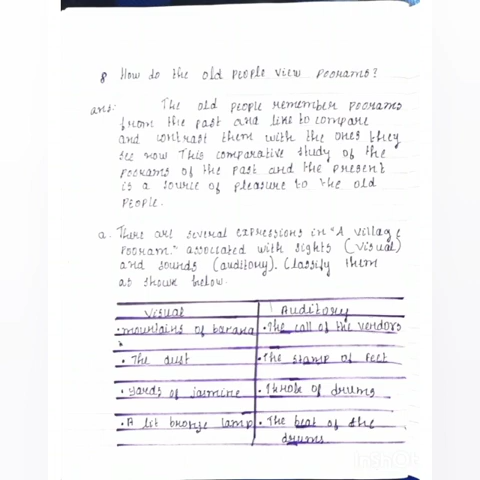 8 How do the old people view poorams?
ans: The old people remember poorams
from the past and like to compare
and contrast them with the ones they
see now This comparative study of the
poorams of the past and the present
is a source of pleasure to the old
people.
a. There are several expressions in "A village
pooram." associated with sights (visual)
and sounds (auditory). Classify them
as shown below.
Visual Auditory
• mountains of banana • The call of the vendors
• The dust • The stamp of feet
• yards of jasmine • Throb of drums
• A lit bronze lamp • The beat of the
drums